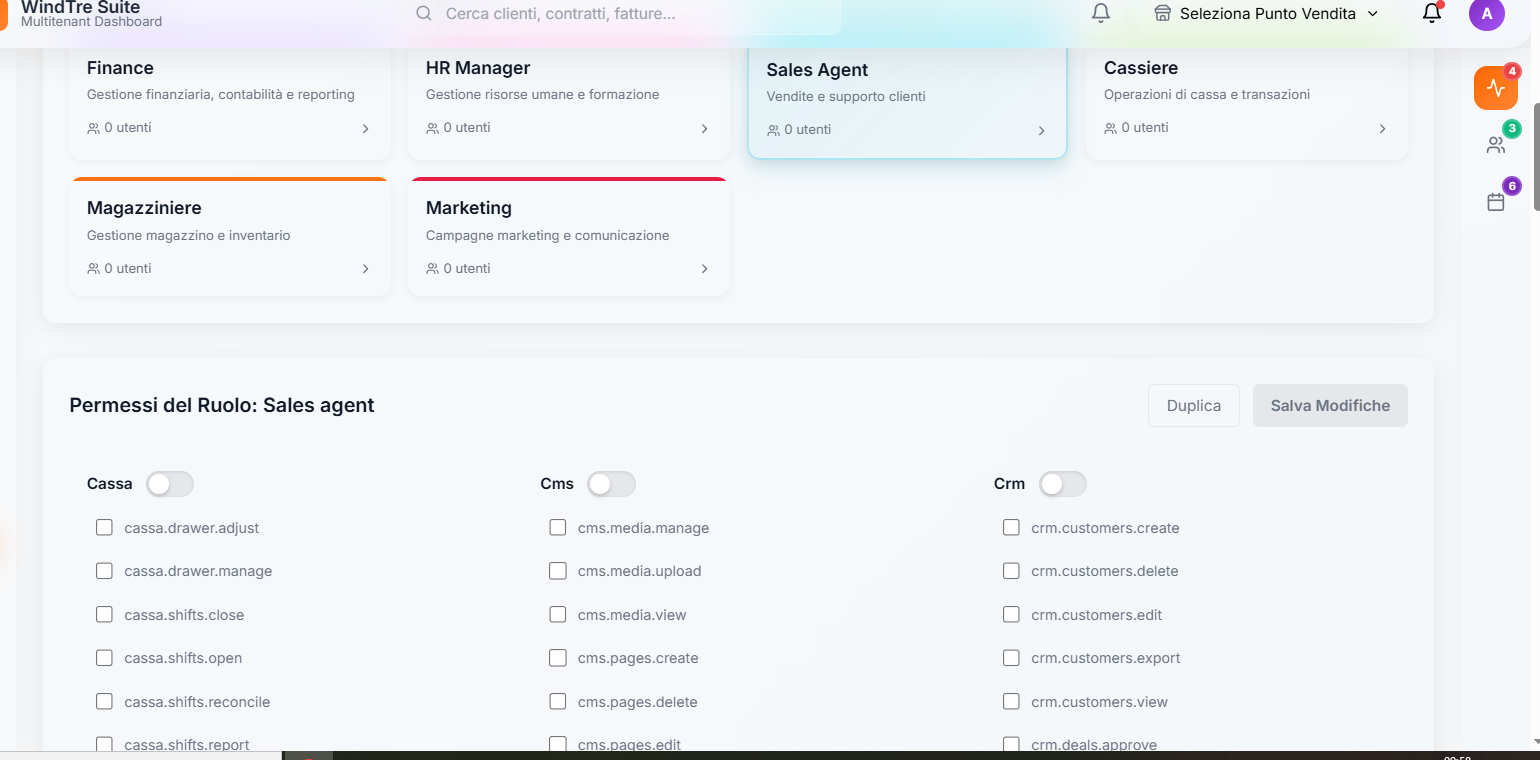 WindTre Suite
Multitenant Dashboard
Cerca clienti, contratti, fatture...
Seleziona Punto Vendita
A
4
3
6
Finance
Gestione finanziaria, contabilità e reporting
0 utenti
HR Manager
Gestione risorse umane e formazione
0 utenti
Sales Agent
Vendite e supporto clienti
0 utenti
Cassiere
Operazioni di cassa e transazioni
0 utenti
Magazziniere
Gestione magazzino e inventario
0 utenti
Marketing
Campagne marketing e comunicazione
0 utenti
Permessi del Ruolo: Sales agent
Duplica
Salva Modifiche
Cassa
cassa.drawer.adjust
cassa.drawer.manage
cassa.shifts.close
cassa.shifts.open
cassa.shifts.reconcile
cassa.shifts.report
Cms
cms.media.manage
cms.media.upload
cms.media.view
cms.pages.create
cms.pages.delete
cms.pages.edit
Crm
crm.customers.create
crm.customers.delete
crm.customers.edit
crm.customers.export
crm.customers.view
crm.deals.approve